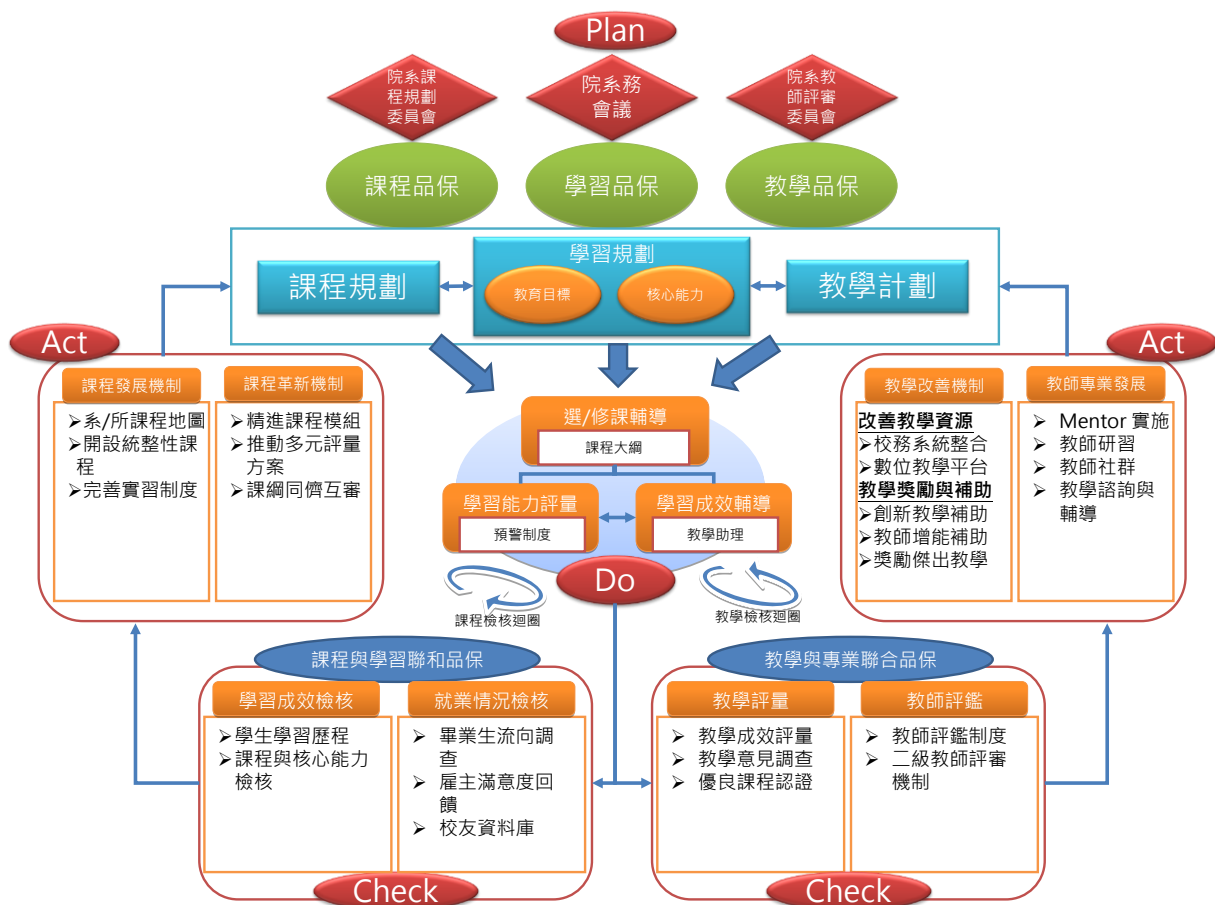 Plan
院系課
程規劃
委員會
院系務
會議
院系教
師評審
委員會
課程品保
學習品保
教學品保
學習規劃
課程規劃
教育目標
核心能力
教學計劃
Act
課程發展機制
➢系/所課程地圖
➢開設統整性課
程
➢完善實習制度
課程革新機制
➢精進課程模組
➢推動多元評量
方案
➢課綱同儕互審
選/修課輔導
課程大綱
學習能力評量
預警制度
學習成效輔導
教學助理
Do
課程檢核迴圈
教學檢核迴圈
Act
教學改善機制
改善教學資源
➢校務系統整合
➢數位教學平台
教學獎勵與補助
➢創新教學補助
➢教師增能補助
➢獎勵傑出教學
教師專業發展
➢ Mentor 實施
➢ 教師研習
➢ 教師社群
➢ 教學諮詢與
輔導
課程與學習聯和品保
學習成效檢核
➢學生學習歷程
➢課程與核心能力
檢核
就業情況檢核
➢ 畢業生流向調
查
➢ 雇主滿意度回
饋
➢ 校友資料庫
Check
教學與專業聯合品保
教學評量
➢ 教學成效評量
➢ 教學意見調查
➢ 優良課程認證
教師評鑑
➢ 教師評鑑制度
➢ 二級教師評審
機制
Check